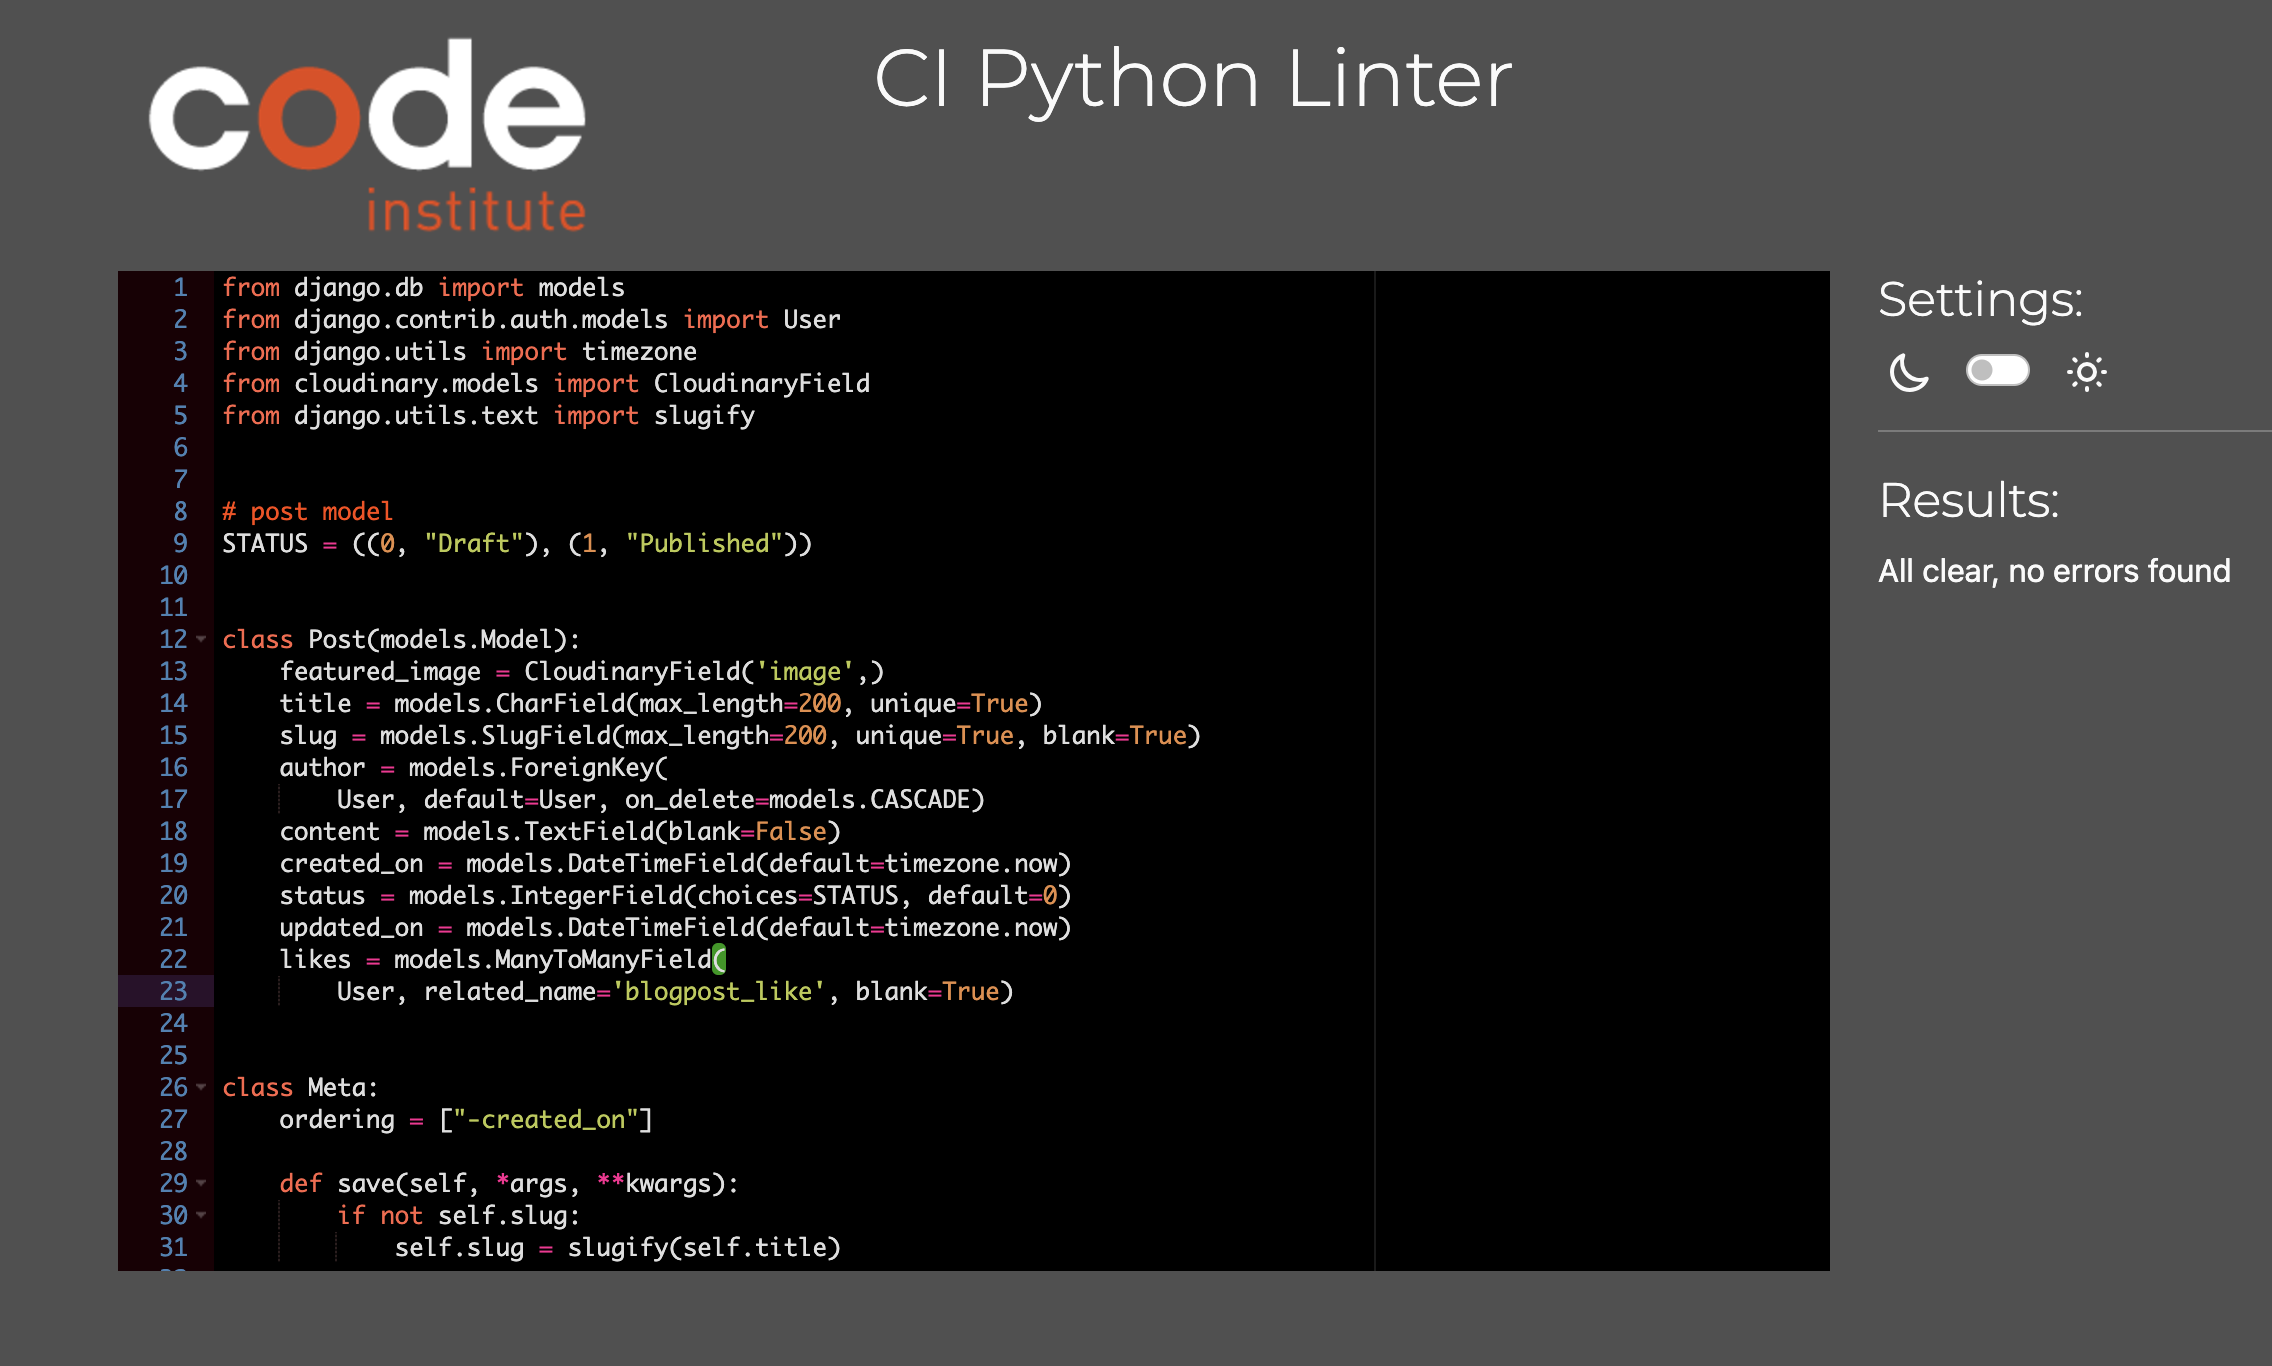 code
institute
CI Python Linter
1 from django.db import models
2 from django.contrib.auth.models import User
3 from django.utils import timezone
4 from cloudinary.models import CloudinaryField
5 from django.utils.text import slugify
6
7
8 # post model
9 STATUS = ((0, "Draft"), (1, "Published"))
10
11
12 class Post(models.Model):
13     featured_image = CloudinaryField('image',)
14     title = models.CharField(max_length=200, unique=True)
15     slug = models.SlugField(max_length=200, unique=True, blank=True)
16     author = models.ForeignKey(
17         User, default=User, on_delete=models.CASCADE)
18     content = models.TextField(blank=False)
19     created_on = models.DateTimeField(default=timezone.now)
20     status = models.IntegerField(choices=STATUS, default=0)
21     updated_on = models.DateTimeField(default=timezone.now)
22     likes = models.ManyToManyField(
23         User, related_name='blogpost_like', blank=True)
24
25
26 class Meta:
27     ordering = ["-created_on"]
28
29     def save(self, *args, **kwargs):
30         if not self.slug:
31             self.slug = slugify(self.title)
Settings:
Results:
All clear, no errors found